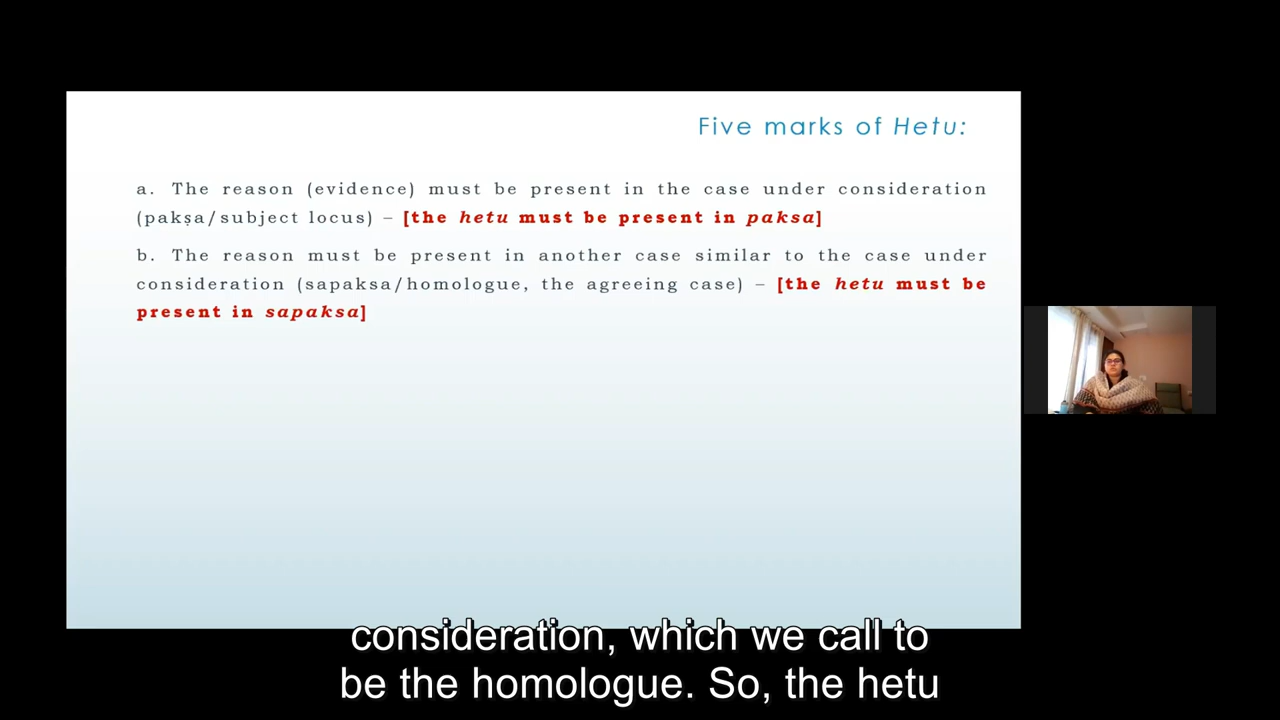 Five marks of Hetu:
a. The reason (evidence) must be present in the case under consideration
(pakṣa/subject locus) – [the hetu must be present in paksa]
b. The reason must be present in another case similar to the case under
consideration (sapaksa/homologue, the agreeing case) – [the hetu must be
present in sapaksa]
consideration, which we call to
be the homologue. So, the hetu